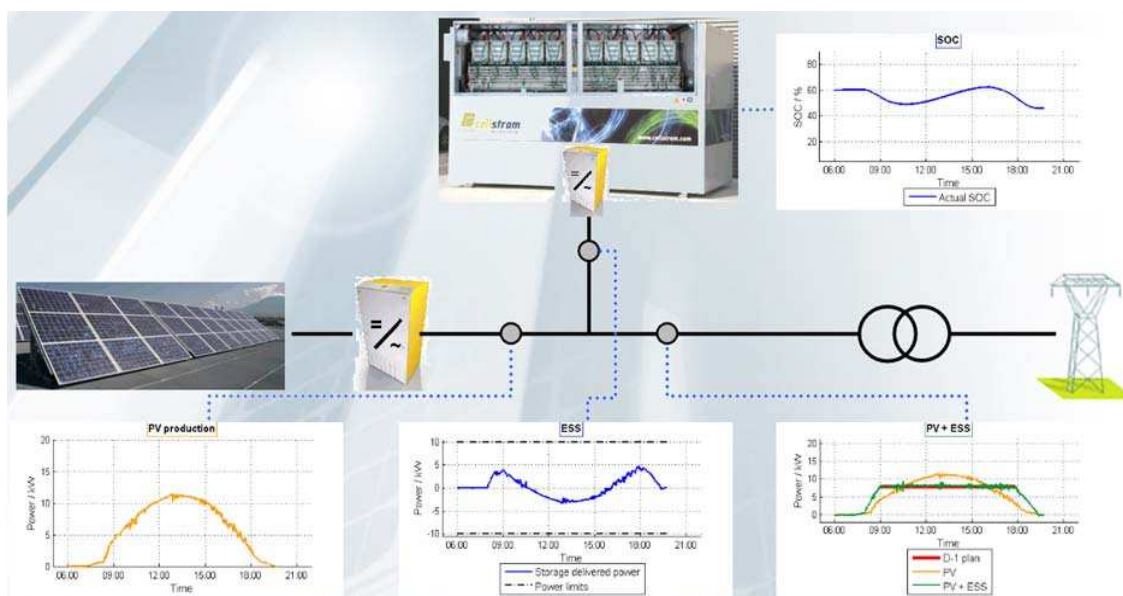 SOC
80
60
40
20
SOC / %
06:00 09:00 12:00 15:00 18:00 21:00
Time
Actual SOC
cellstrom
www.cellstrom.com
=
~
=
~
PV production
20
15
10
5
0
Power / kW
06:00 09:00 12:00 15:00 18:00 21:00
Time
ESS
10
5
0
-5
-10
Power / kW
06:00 09:00 12:00 15:00 18:00 21:00
Time
Storage delivered power
Power limits
PV + ESS
20
15
10
5
0
Power / kW
06:00 09:00 12:00 15:00 18:00 21:00
Time
D-1 plan
PV
PV + ESS